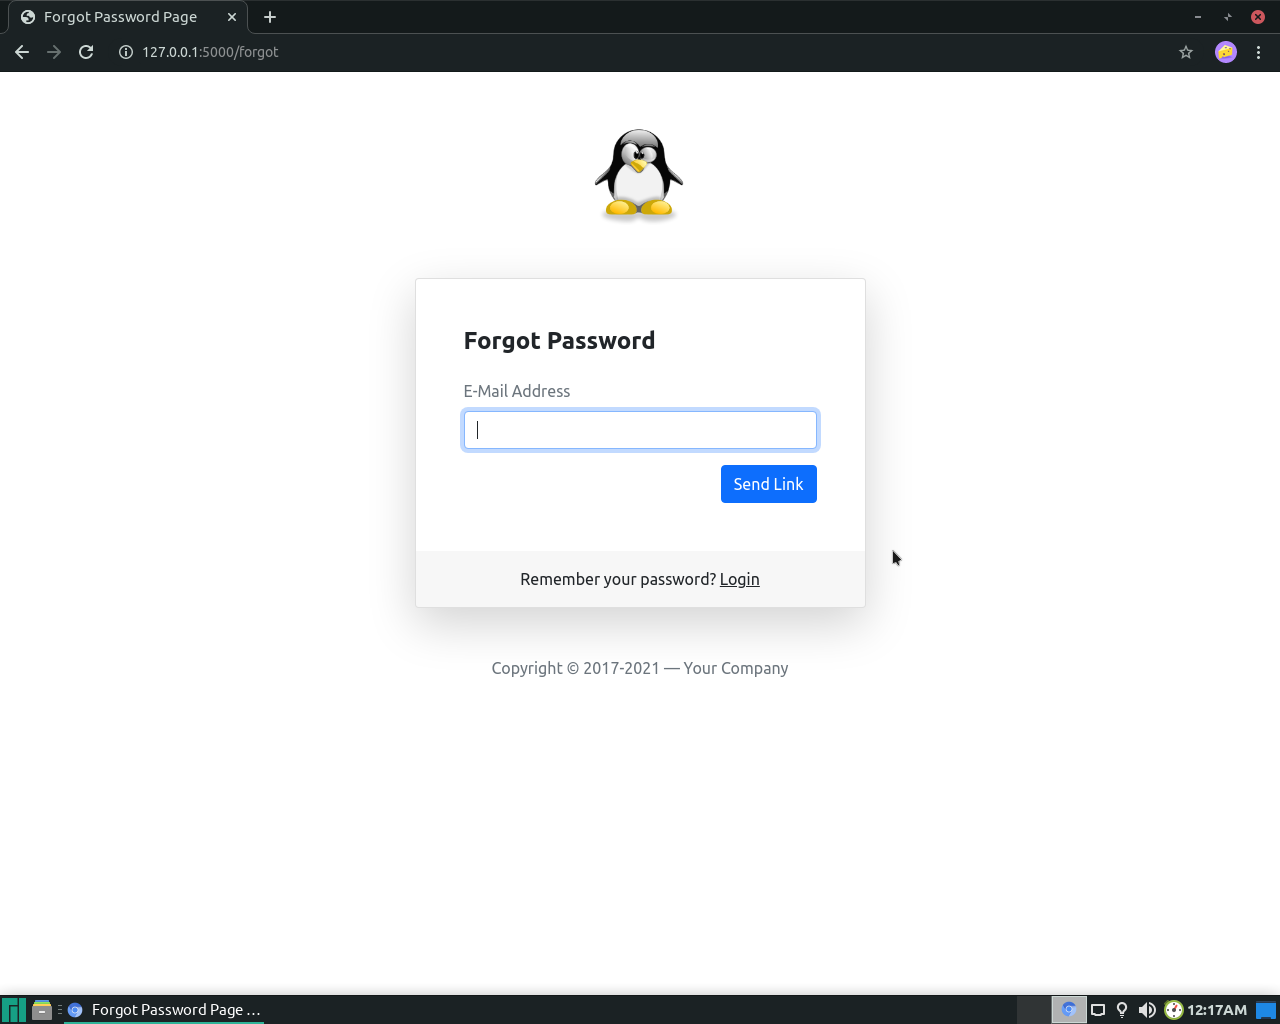 Forgot Password Page
127.0.0.1:5000/forgot
Forgot Password
E-Mail Address
Send Link
Remember your password? Login
Copyright © 2017-2021 — Your Company
Forgot Password Page ...
12:17AM